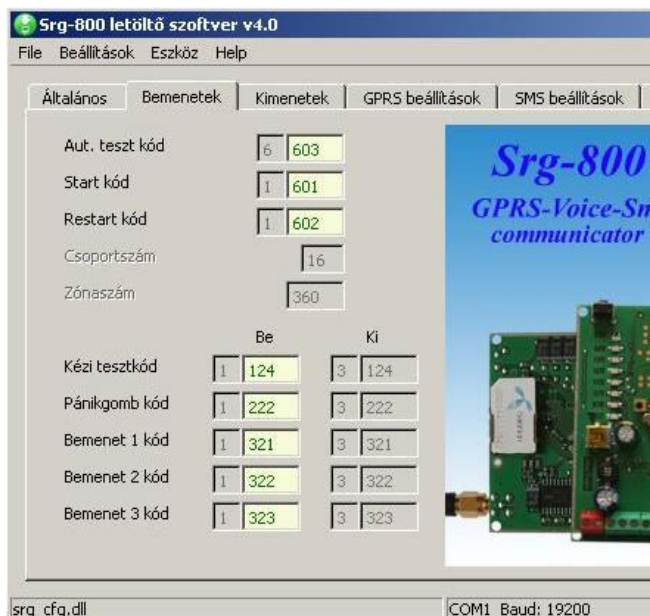 Srg-800 letöltő szoftver v4.0
File Beállítások Eszköz Help
Általános Bemenetek Kimenetek GPRS beállítások SMS beállítások
Aut. teszt kód 6 603
Start kód 1 601
Restart kód 1 602
Csoportszám 16
Zónaszám 360
Be Ki
Kézi tesztkód 1 124 3 124
Pánikgomb kód 1 222 3 222
Bemenet 1 kód 1 321 3 321
Bemenet 2 kód 1 322 3 322
Bemenet 3 kód 1 323 3 323
Srg-800
GPRS-Voice-Sm
communicator
srg_cfg.dll COM1 Baud: 19200